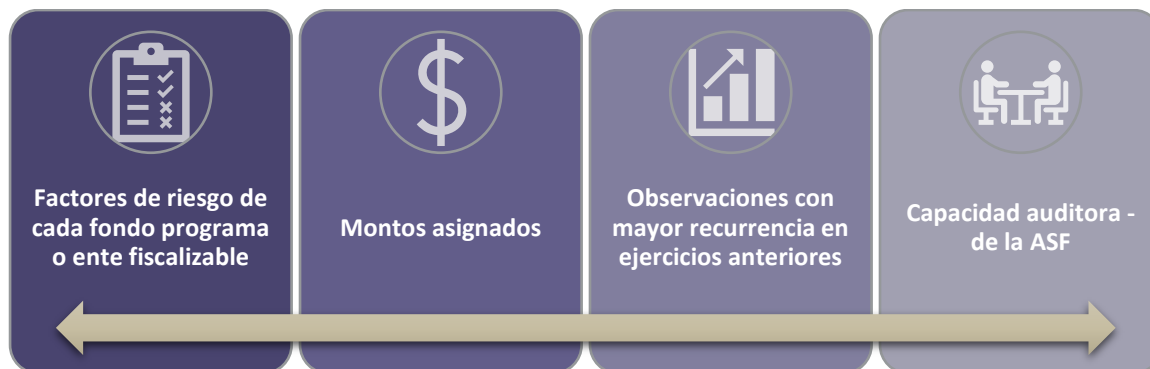 Factores de riesgo de
cada fondo programa
o ente fiscalizable
Montos asignados
Observaciones con
mayor recurrencia en
ejercicios anteriores
Capacidad auditora -
de la ASF